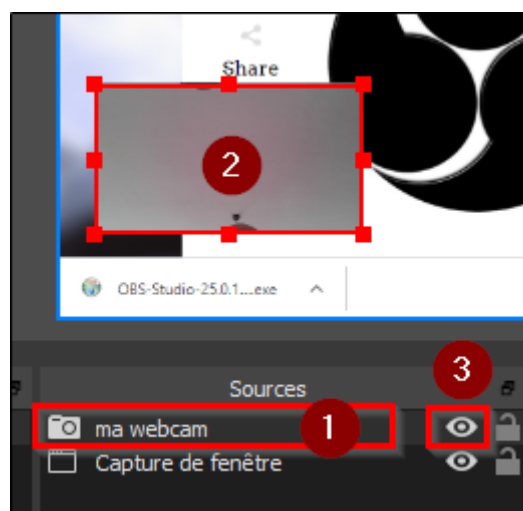 Share
2
OBS-Studio-25.0.1....exe
3
Sources
ma webcam
1
Capture de fenêtre